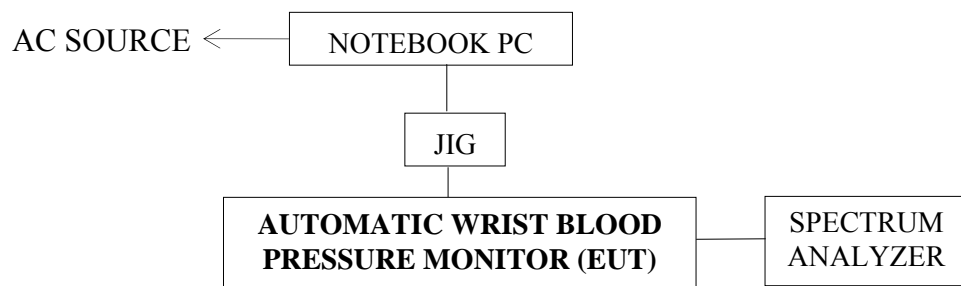 AC SOURCE
NOTEBOOK PC
JIG
AUTOMATIC WRIST BLOOD
PRESSURE MONITOR (EUT)
SPECTRUM
ANALYZER